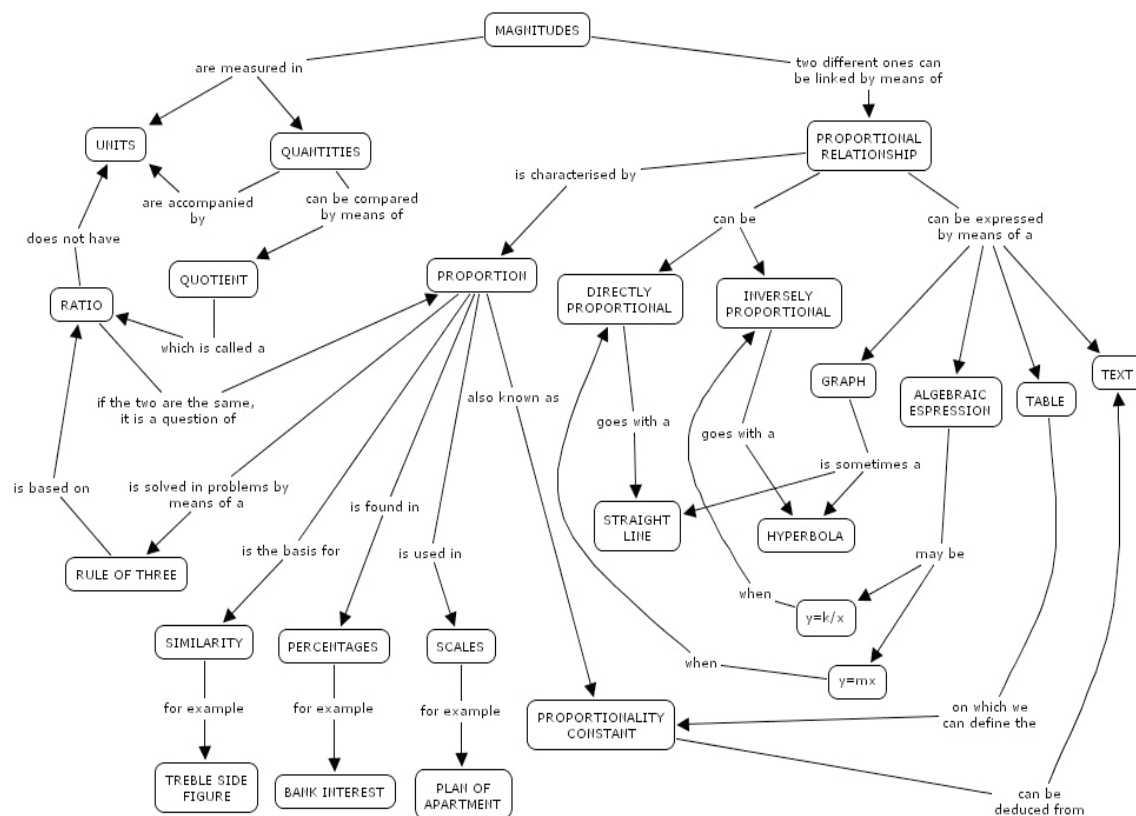 MAGNITUDES
are measured in
two different ones can
be linked by means of
UNITS
QUANTITIES
PROPORTIONAL
RELATIONSHIP
is characterised by
are accompanied
by
can be compared
by means of
can be
can be expressed
by means of a
does not have
QUOTIENT
PROPORTION
DIRECTLY
PROPORTIONAL
INVERSELY
PROPORTIONAL
RATIO
which is called a
GRAPH
ALGEBRAIC
ESPRESSION
TABLE
TEXT
if the two are the same,
it is a question of
also known as
goes with a
goes with a
is sometimes a
is based on
is solved in problems by
means of a
is found in
STRAIGHT
LINE
HYPERBOLA
is the basis for
is used in
may be
RULE OF THREE
when
y=k/x
SIMILARITY
PERCENTAGES
SCALES
when
y=mx
for example
for example
for example
PROPORTIONALITY
CONSTANT
on which we
can define the
TREBLE SIDE
FIGURE
BANK INTEREST
PLAN OF
APARTMENT
can be
deduced from